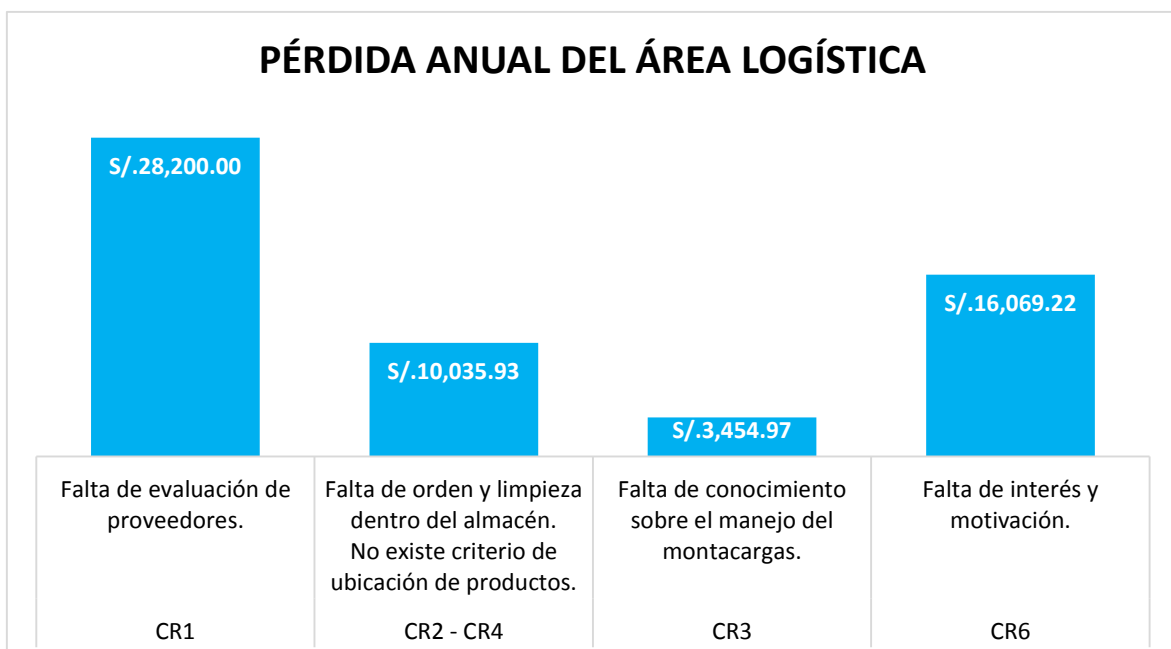 PÉRDIDA ANUAL DEL ÁREA LOGÍSTICA
S/.28,200.00
S/.10,035.93
S/.3,454.97
S/.16,069.22
Falta de evaluación de
proveedores.
CR1
Falta de orden y limpieza
dentro del almacén.
No existe criterio de
ubicación de productos.
CR2 - CR4
Falta de conocimiento
sobre el manejo del
montacargas.
CR3
Falta de interés y
motivación.
CR6